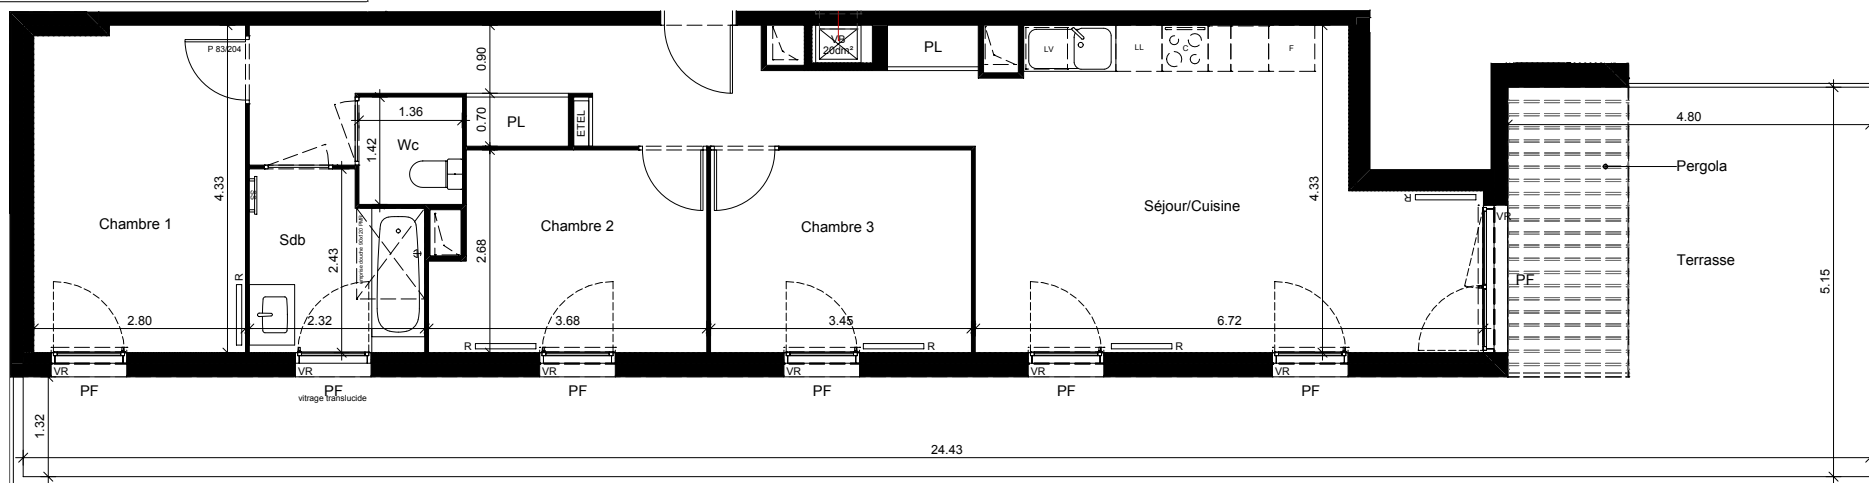 P 83/204
VB
20dm²
PL
LV
LL
C
F
0.90
4.80
1.36
0.70
PL
ETEL
Wc
1.42
Pergola
4.33
4.33
SS
R
VR
Chambre 1
Sdb
Chambre 2
Chambre 3
Séjour/Cuisine
2.43
2.68
Terrasse
5.15
R
PF
2.80
2.32
3.68
3.45
6.72
R
R
R
VR
VR
VR
VR
VR
VR
PF
PF
PF
PF
PF
PF
vitrage translucide
1.32
24.43